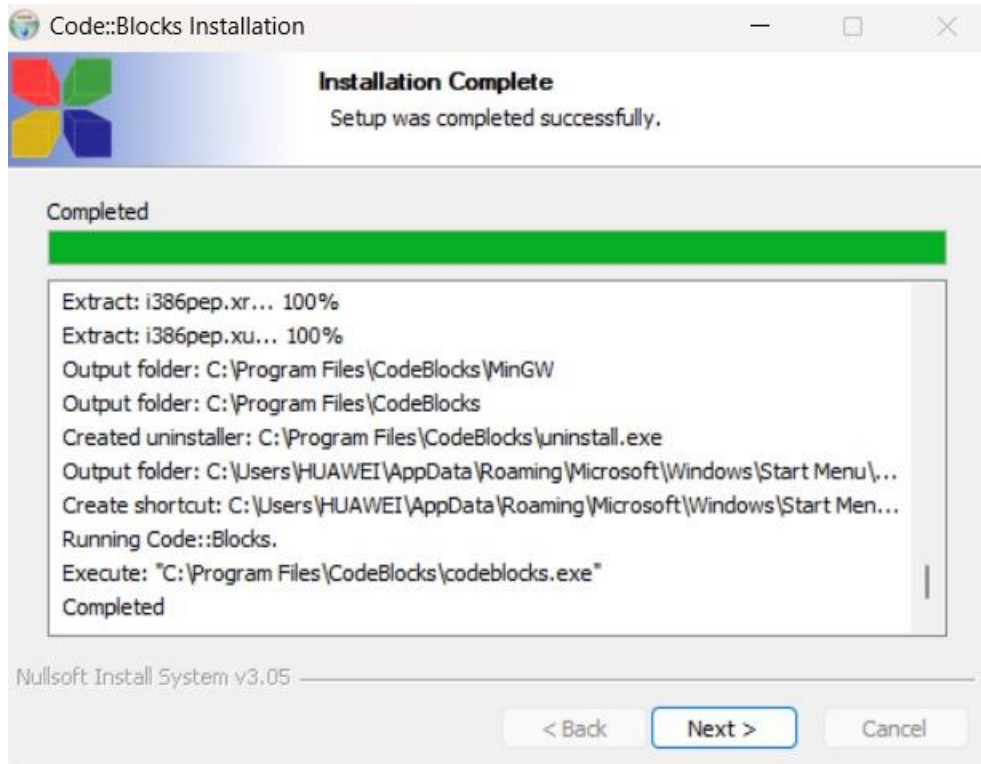 Code::Blocks Installation
Installation Complete
Setup was completed successfully.
Completed
Extract: i386pep.xr... 100%
Extract: i386pep.xu... 100%
Output folder: C:\Program Files\CodeBlocks\MinGW
Output folder: C:\Program Files\CodeBlocks
Created uninstaller: C:\Program Files\CodeBlocks\uninstall.exe
Output folder: C:\Users\HUAWEI\AppData\Roaming\Microsoft\Windows\Start Menu\...
Create shortcut: C:\Users\HUAWEI\AppData\Roaming\Microsoft\Windows\Start Men...
Running Code::Blocks.
Execute: "C:\Program Files\CodeBlocks\codeblocks.exe"
Completed
Nullsoft Install System v3.05
< Back Next > Cancel